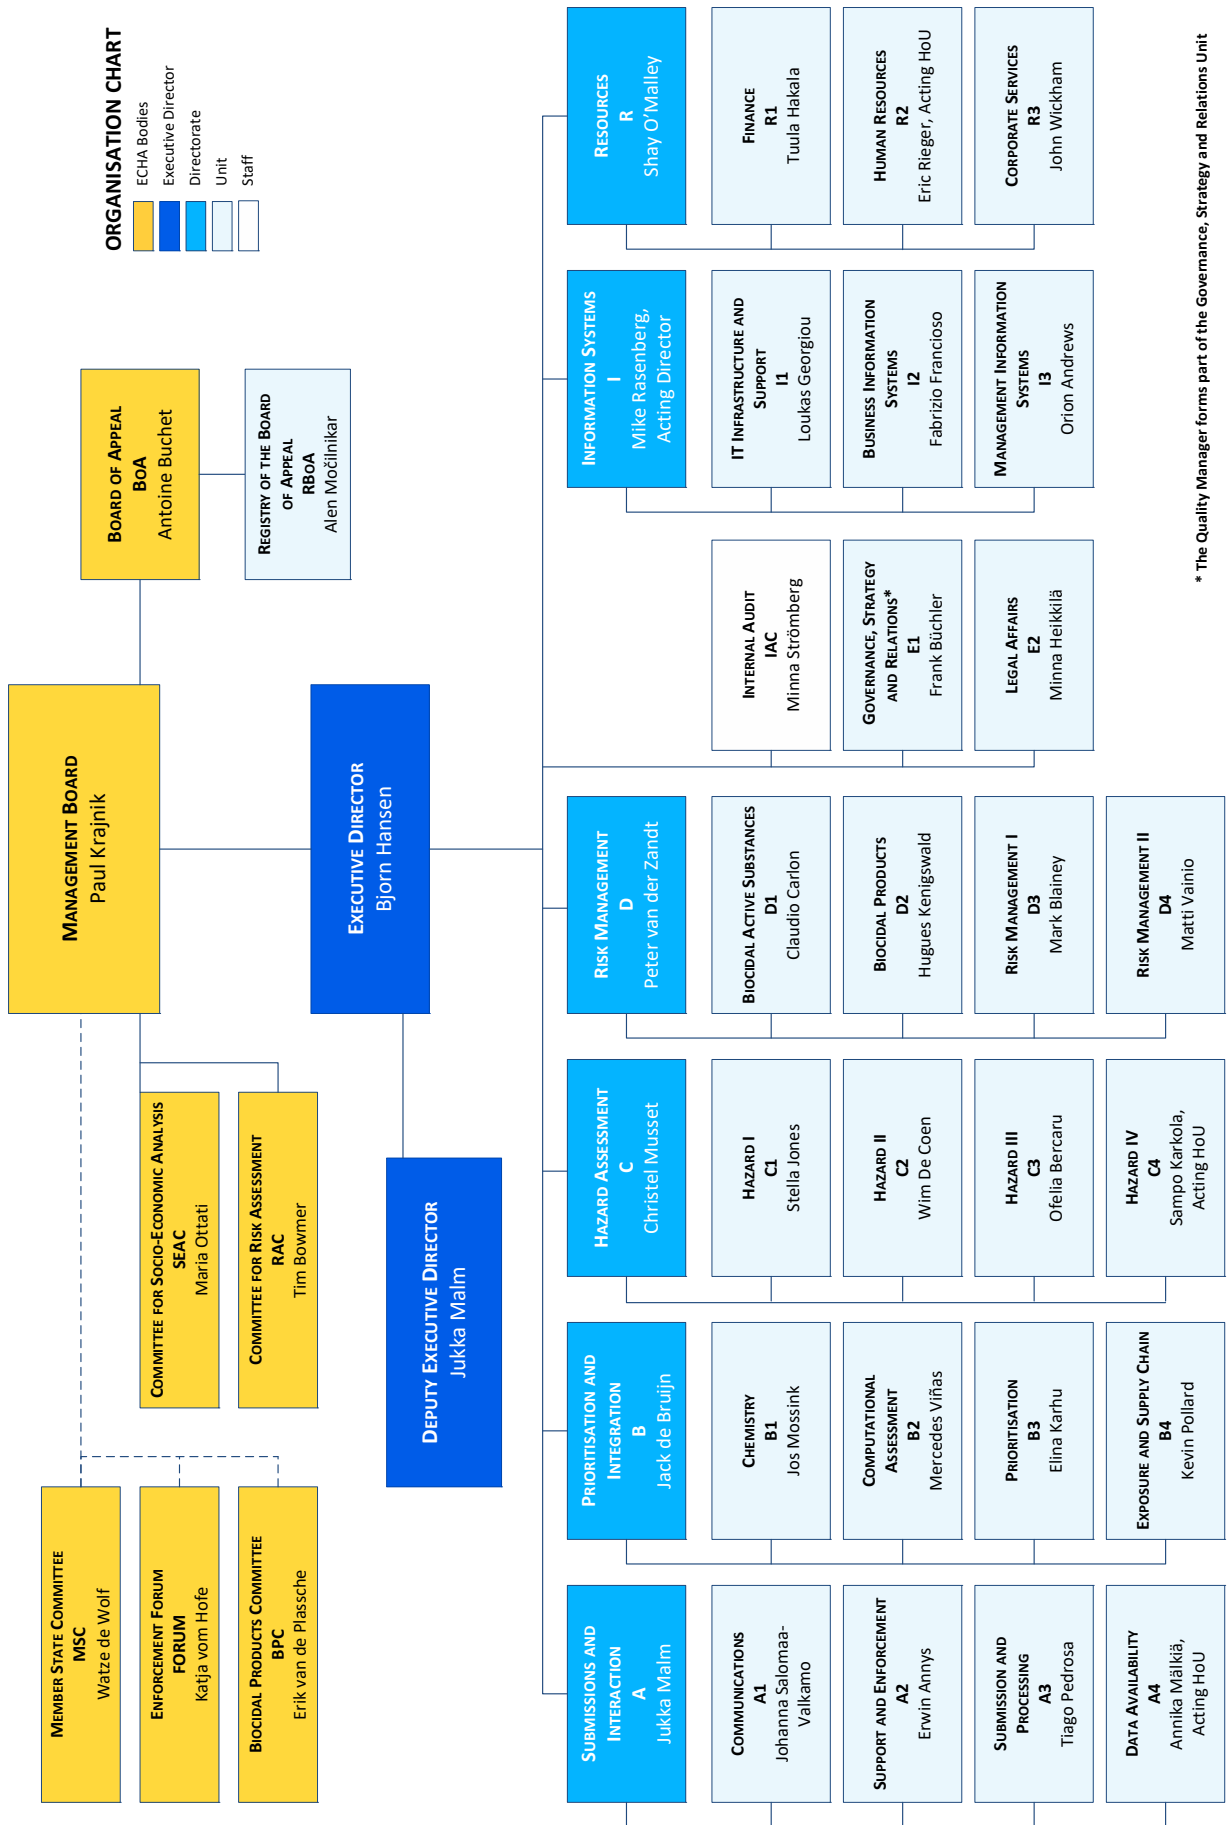 ORGANISATION CHART
ECHA Bodies
Executive Director
Directorate
Unit
Staff
MANAGEMENT BOARD
Paul Krajnik
BOARD OF APPEAL
BOA
Antoine Buchet
REGISTRY OF THE BOARD
OF APPEAL
RBOA
Alen Močilnikar
MEMBER STATE COMMITTEE
MSC
Watze de Wolf
ENFORCEMENT FORUM
FORUM
Katja vom Hofe
BIOCIDAL PRODUCTS COMMITTEE
BPC
Erik van de Plassche
COMMITTEE FOR SOCIO-ECONOMIC ANALYSIS
SEAC
Maria Ottati
COMMITTEE FOR RISK ASSESSMENT
RAC
Tim Bowmer
EXECUTIVE DIRECTOR
Bjorn Hansen
DEPUTY EXECUTIVE DIRECTOR
Jukka Malm
SUBMISSIONS AND
INTERACTION
A
Jukka Malm
COMMUNICATIONS
A1
Johanna Salomaa-
Valkamo
SUPPORT AND ENFORCEMENT
A2
Erwin Annys
SUBMISSION AND
PROCESSING
A3
Tiago Pedrosa
DATA AVAILABILITY
A4
Annika Mälkiä,
Acting HoU
PRIORITISATION AND
INTEGRATION
B
Jack de Bruijn
CHEMISTRY
B1
Jos Mossink
COMPUTATIONAL
ASSESSMENT
B2
Mercedes Viñas
PRIORITISATION
B3
Elina Karhu
EXPOSURE AND SUPPLY CHAIN
B4
Kevin Pollard
HAZARD ASSESSMENT
C
Christel Musset
HAZARD I
C1
Stella Jones
HAZARD II
C2
Wim De Coen
HAZARD III
C3
Ofelia Bercaru
HAZARD IV
C4
Sampo Karkola,
Acting HoU
RISK MANAGEMENT
D
Peter van der Zandt
BIOCIDAL ACTIVE SUBSTANCES
D1
Claudio Carlon
BIOCIDAL PRODUCTS
D2
Hugues Kenigswald
RISK MANAGEMENT I
D3
Mark Blainey
RISK MANAGEMENT II
D4
Matti Vainio
INTERNAL AUDIT
IAC
Minna Strömberg
GOVERNANCE, STRATEGY
AND RELATIONS*
E1
Frank Büchler
LEGAL AFFAIRS
E2
Minna Heikkilä
INFORMATION SYSTEMS
I
Mike Rasenberg,
Acting Director
IT INFRASTRUCTURE AND
SUPPORT
I1
Loukas Georgiou
BUSINESS INFORMATION
SYSTEMS
I2
Fabrizio Francioso
MANAGEMENT INFORMATION
SYSTEMS
I3
Orion Andrews
RESOURCES
R
Shay O'Malley
FINANCE
R1
Tuula Hakala
HUMAN RESOURCES
R2
Eric Rieger, Acting HoU
CORPORATE SERVICES
R3
John Wickham
* The Quality Manager forms part of the Governance, Strategy and Relations Unit